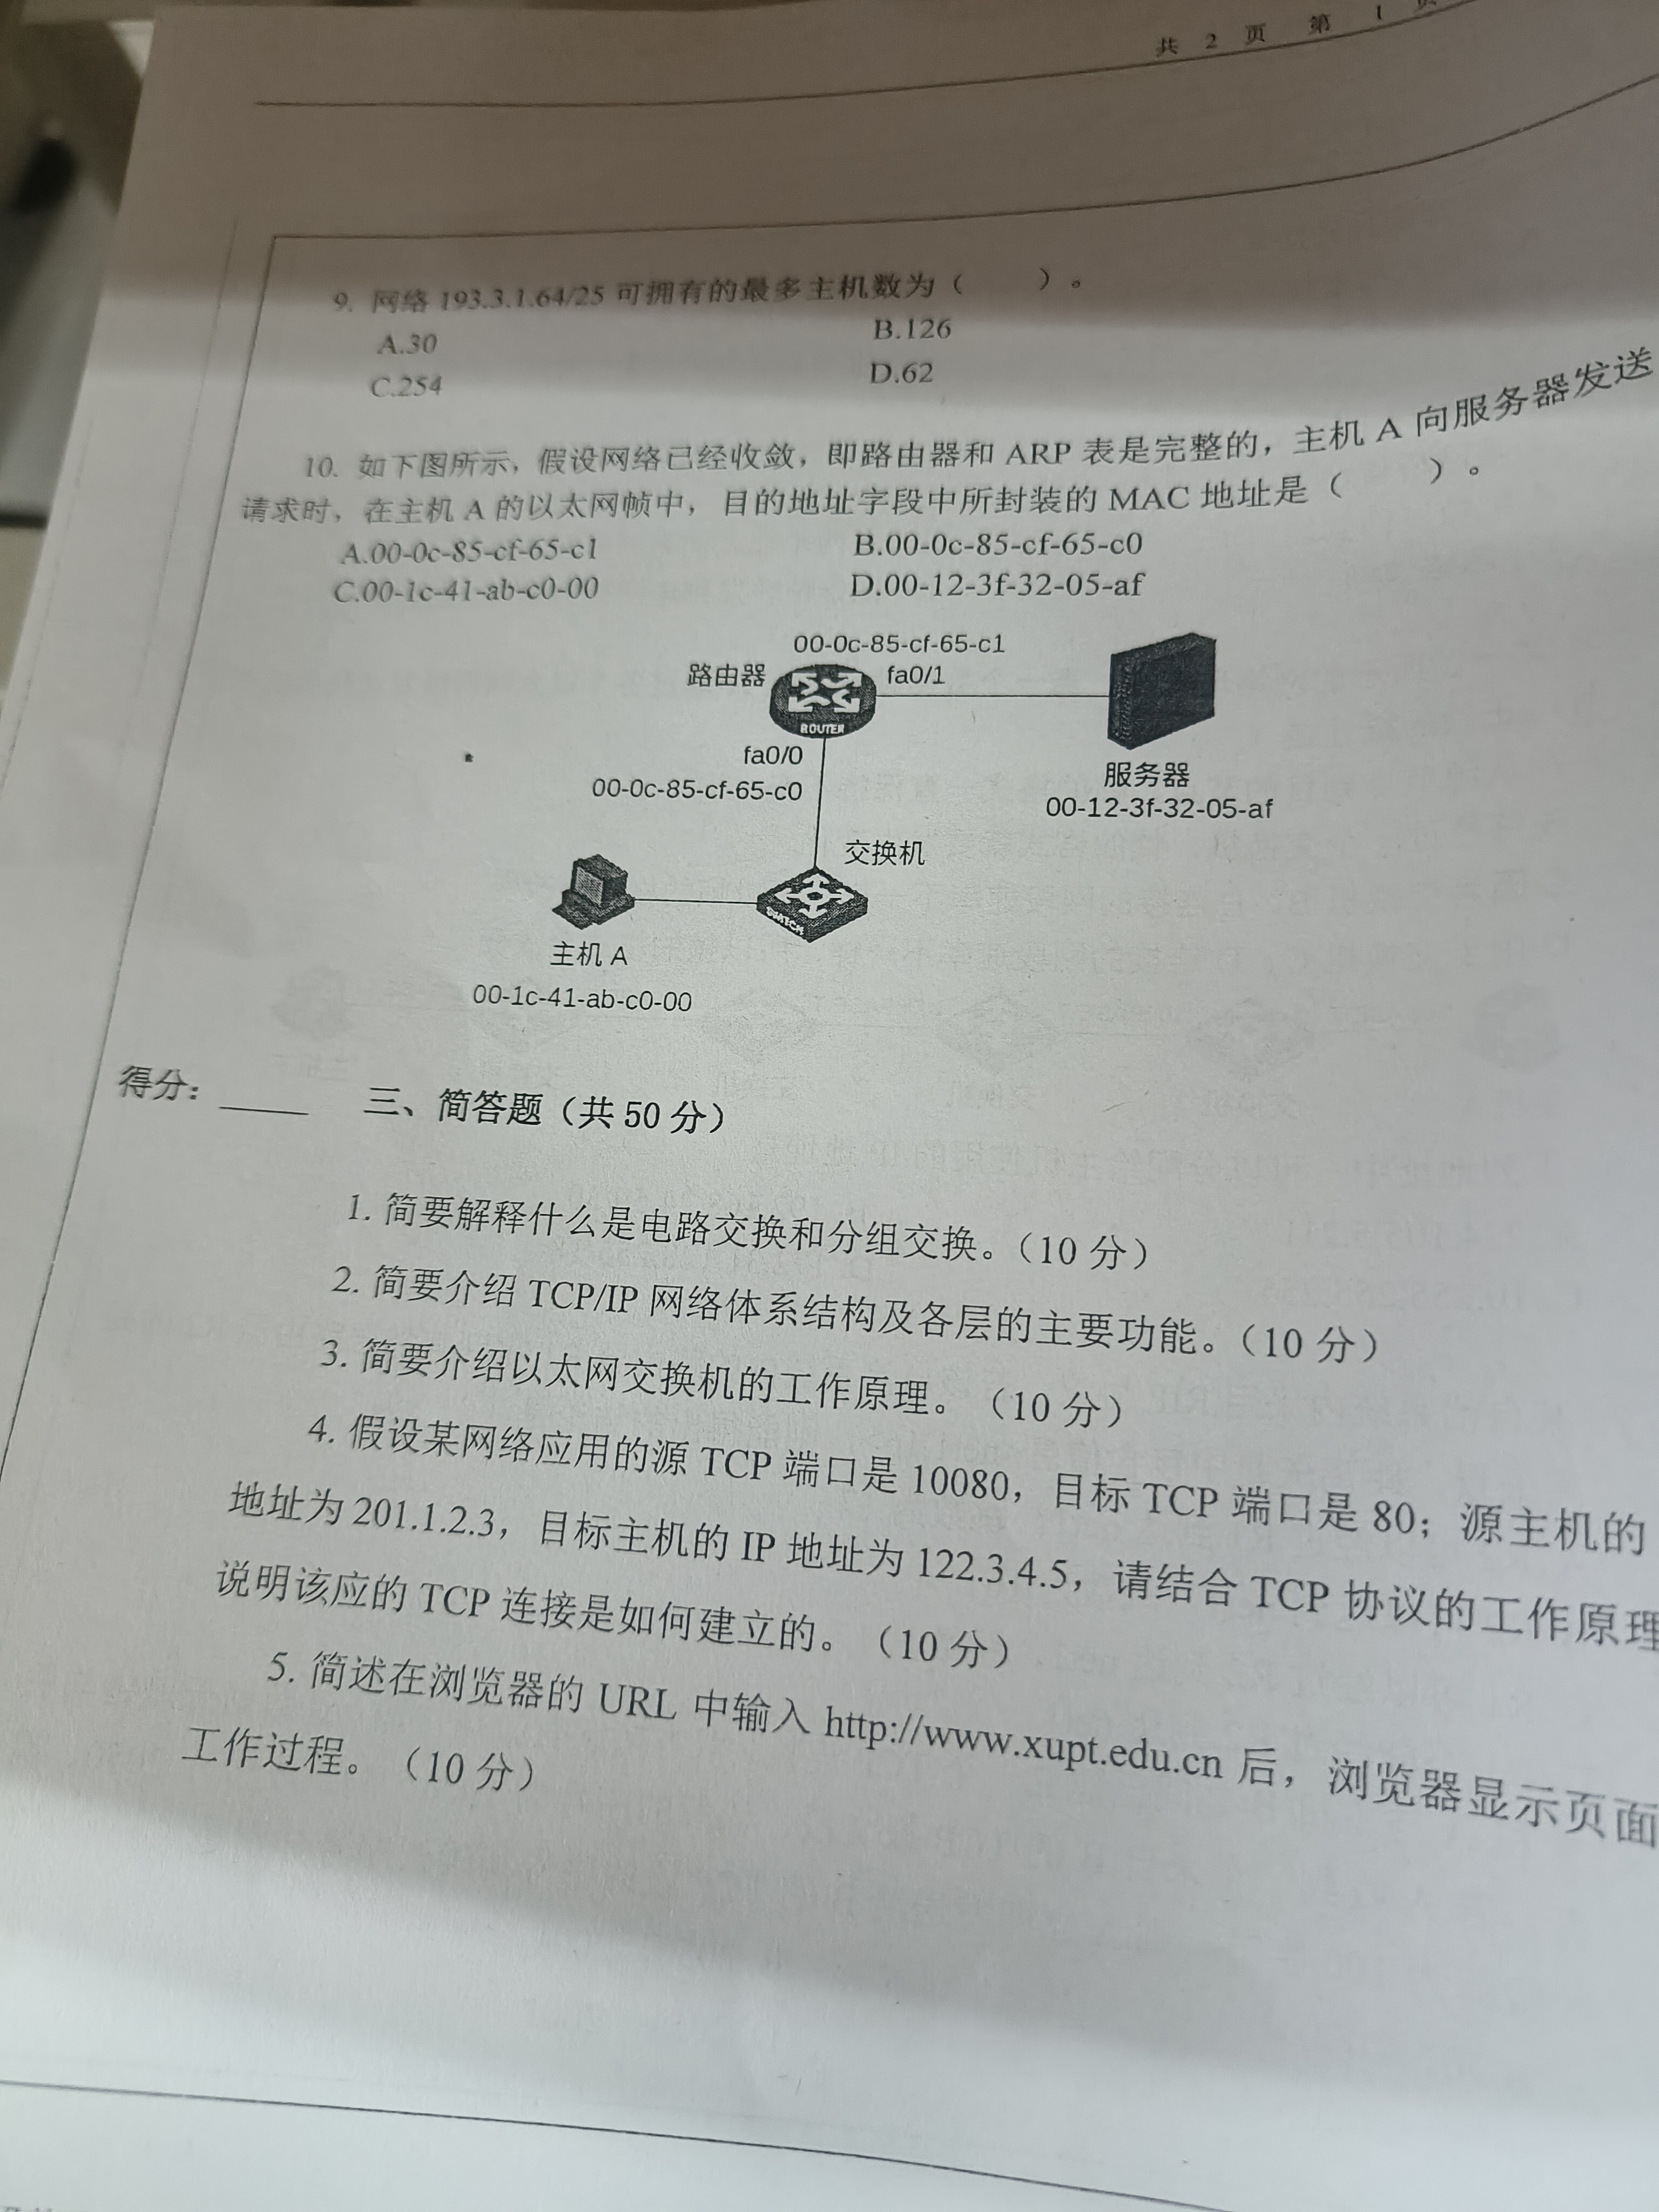 共 2 页 第 1 页
9. 网络 193.3.1.64/25 可拥有的最多主机数为（ ）。
A.30 B.126
C.254 D.62
10. 如下图所示，假设网络已经收敛，即路由器和 ARP 表是完整的，主机 A 向服务器发送
请求时，在主机 A 的以太网帧中，目的地址字段中所封装的 MAC 地址是（ ）。
A.00-0c-85-cf-65-c1 B.00-0c-85-cf-65-c0
C.00-1c-41-ab-c0-00 D.00-12-3f-32-05-af
00-0c-85-cf-65-c1
路由器 fa0/1
ROUTER
fa0/0
服务器
00-0c-85-cf-65-c0
00-12-3f-32-05-af
交换机
SWITCH
主机 A
00-1c-41-ab-c0-00
得分：____ 三、简答题（共 50 分）
1. 简要解释什么是电路交换和分组交换。（10 分）
2. 简要介绍 TCP/IP 网络体系结构及各层的主要功能。（10 分）
3. 简要介绍以太网交换机的工作原理。（10 分）
4. 假设某网络应用的源 TCP 端口是 10080，目标 TCP 端口是 80；源主机的
地址为 201.1.2.3，目标主机的 IP 地址为 122.3.4.5，请结合 TCP 协议的工作原理
说明该应的 TCP 连接是如何建立的。（10 分）
5. 简述在浏览器的 URL 中输入 http://www.xupt.edu.cn 后，浏览器显示页面
工作过程。（10 分）